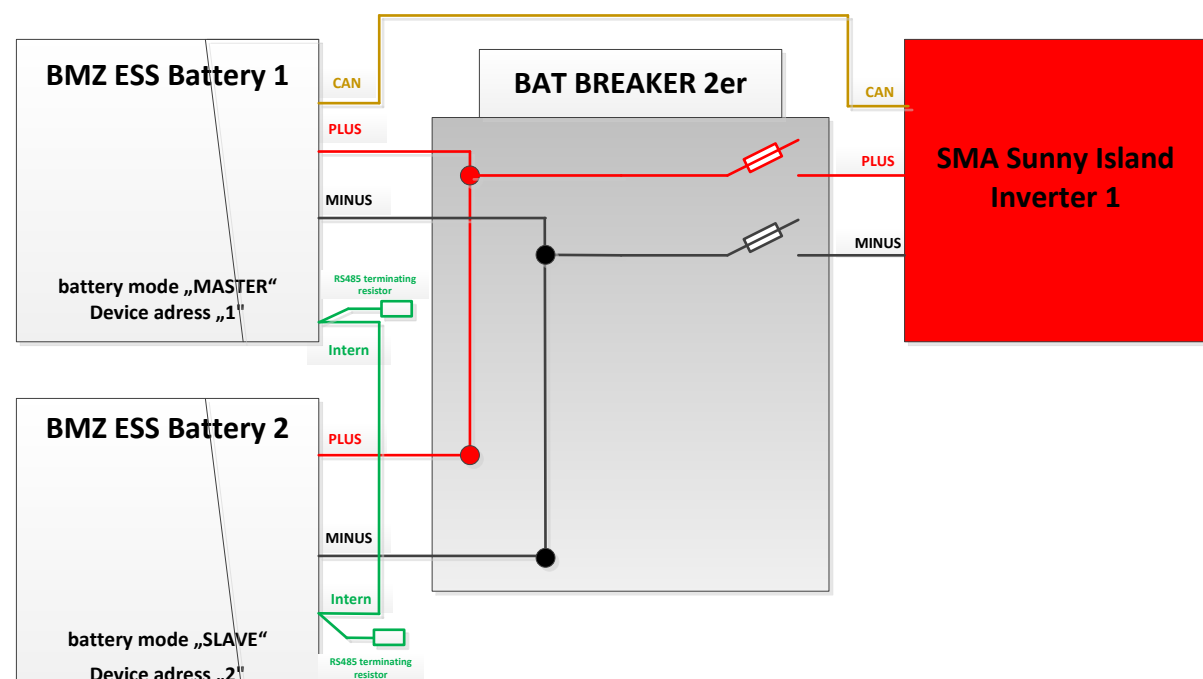 BMZ ESS Battery 1
CAN
PLUS
MINUS
battery mode „MASTER“
Device adress „1"
RS485 terminating
resistor
Intern
BAT BREAKER 2er
CAN
PLUS
MINUS
SMA Sunny Island
Inverter 1
BMZ ESS Battery 2
PLUS
MINUS
Intern
battery mode „SLAVE“
Device adress „2"
RS485 terminating
resistor